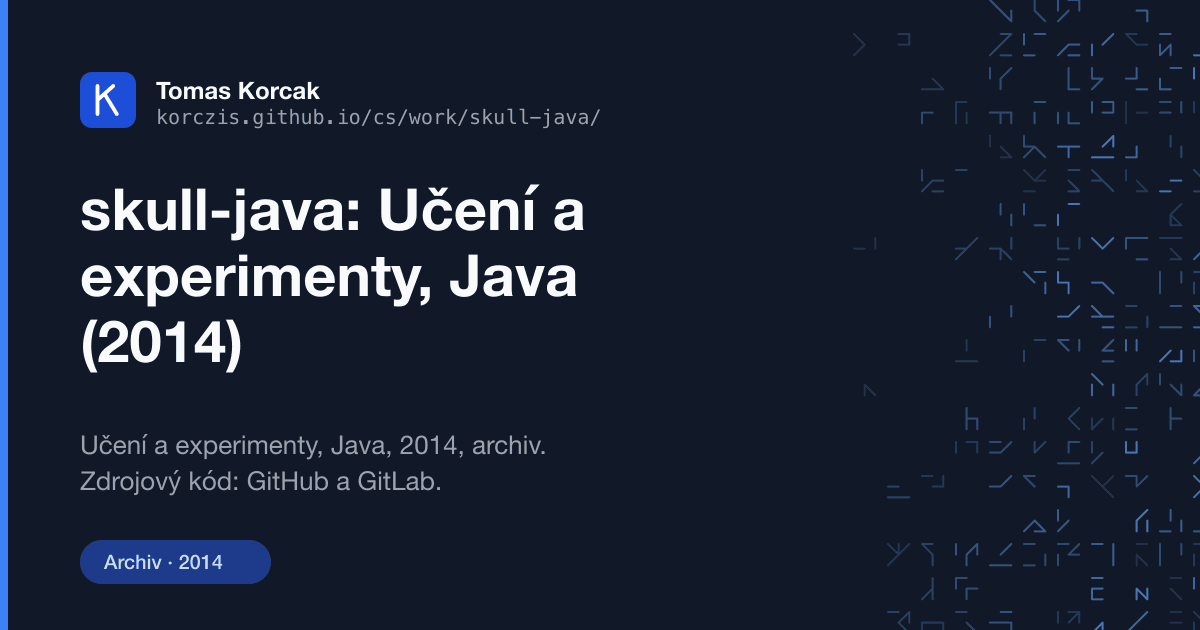 K
Tomas Korcak
korczis.github.io/cs/work/skull-java/
skull-java: Učení a
experimenty, Java
(2014)
Učení a experimenty, Java, 2014, archiv.
Zdrojový kód: GitHub a GitLab.
Archiv · 2014